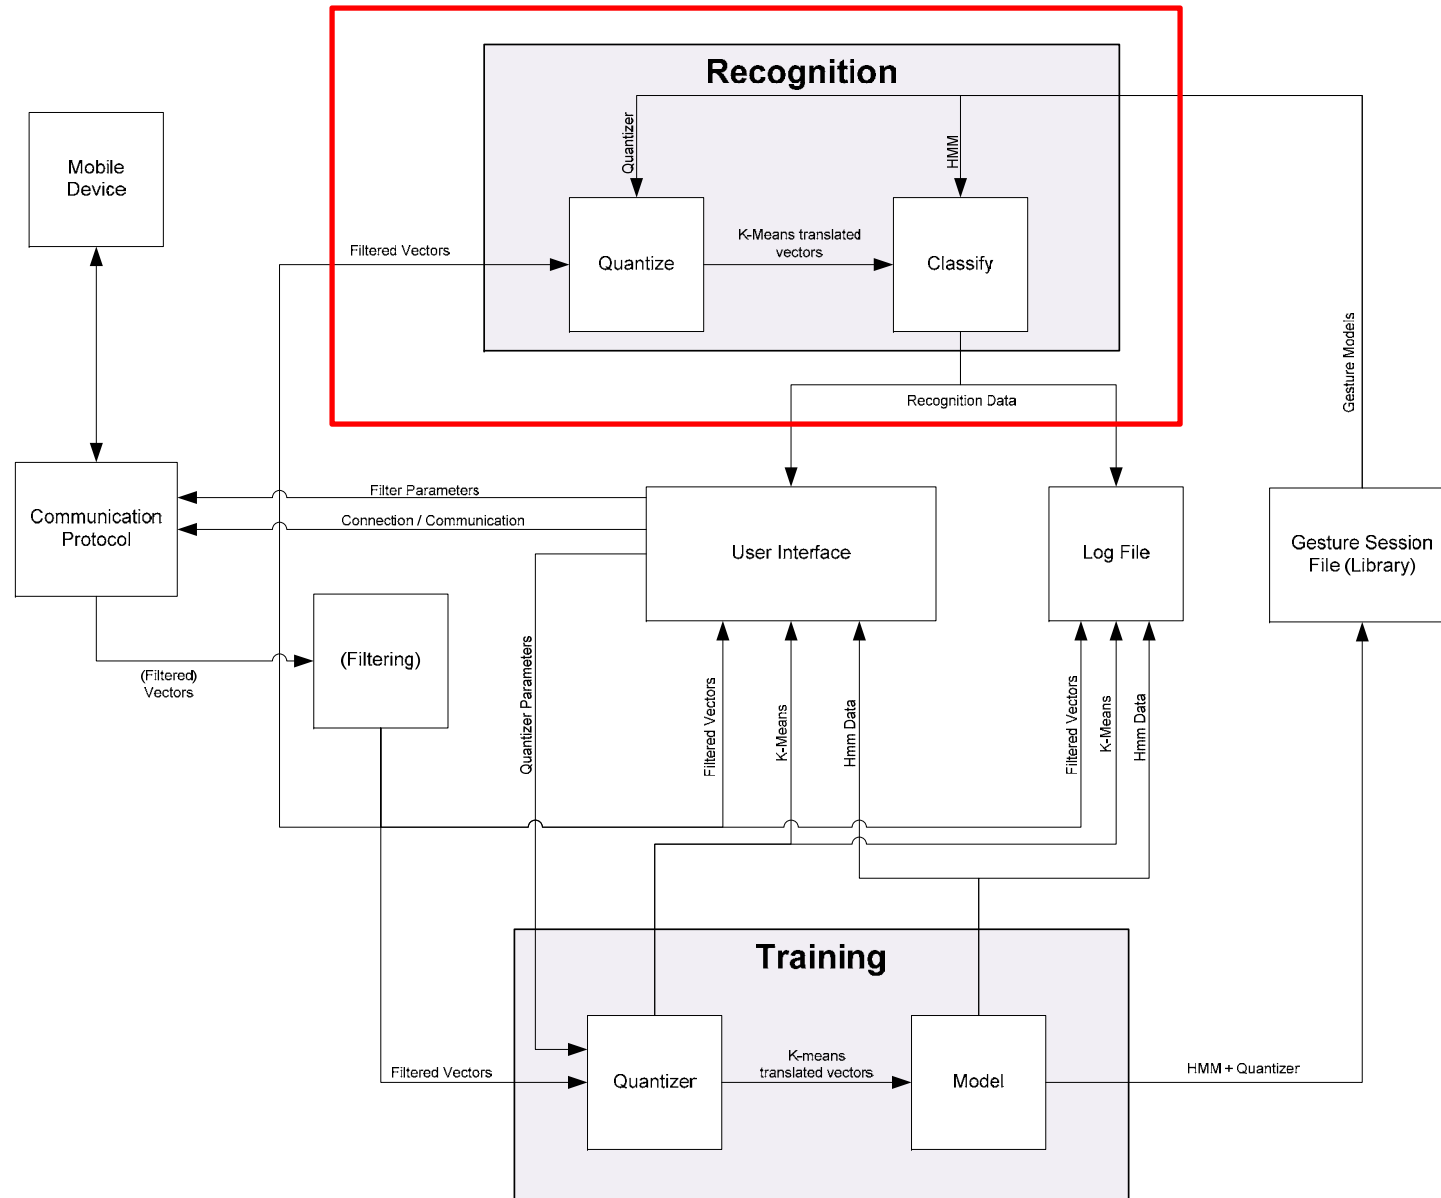 Recognition
Quantizer
HMM
Mobile
Device
Filtered Vectors
K-Means translated
vectors
Quantize
Classify
Gesture Models
Recognition Data
Filter Parameters
Connection / Communication
Communication
Protocol
User Interface
Log File
Gesture Session
File (Library)
(Filtering)
(Filtered)
Vectors
Quantizer Parameters
Filtered Vectors
K-Means
Hmm Data
Filtered Vectors
K-Means
Hmm Data
Training
Filtered Vectors
Quantizer
K-means
translated vectors
Model
HMM + Quantizer